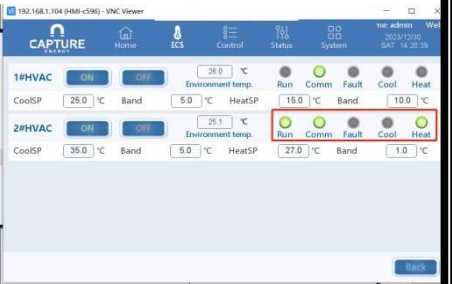 192.168.1.104 (HMI-c596) - VNC Viewer
CAPTURE
ENERGY
Home
ECS
Control
Status
System
me: admin Wel
2023/12/30
SAT 14:20:39
1#HVAC ON OFF 26.0 °C
Environment temp. Run Comm Fault Cool Heat
CoolSP 25.0 °C Band 5.0 °C HeatSP 15.0 °C Band 10.0 °C
2#HVAC ON OFF 25.1 °C
Environment temp. Run Comm Fault Cool Heat
CoolSP 35.0 °C Band 5.0 °C HeatSP 27.0 °C Band 1.0 °C
Back